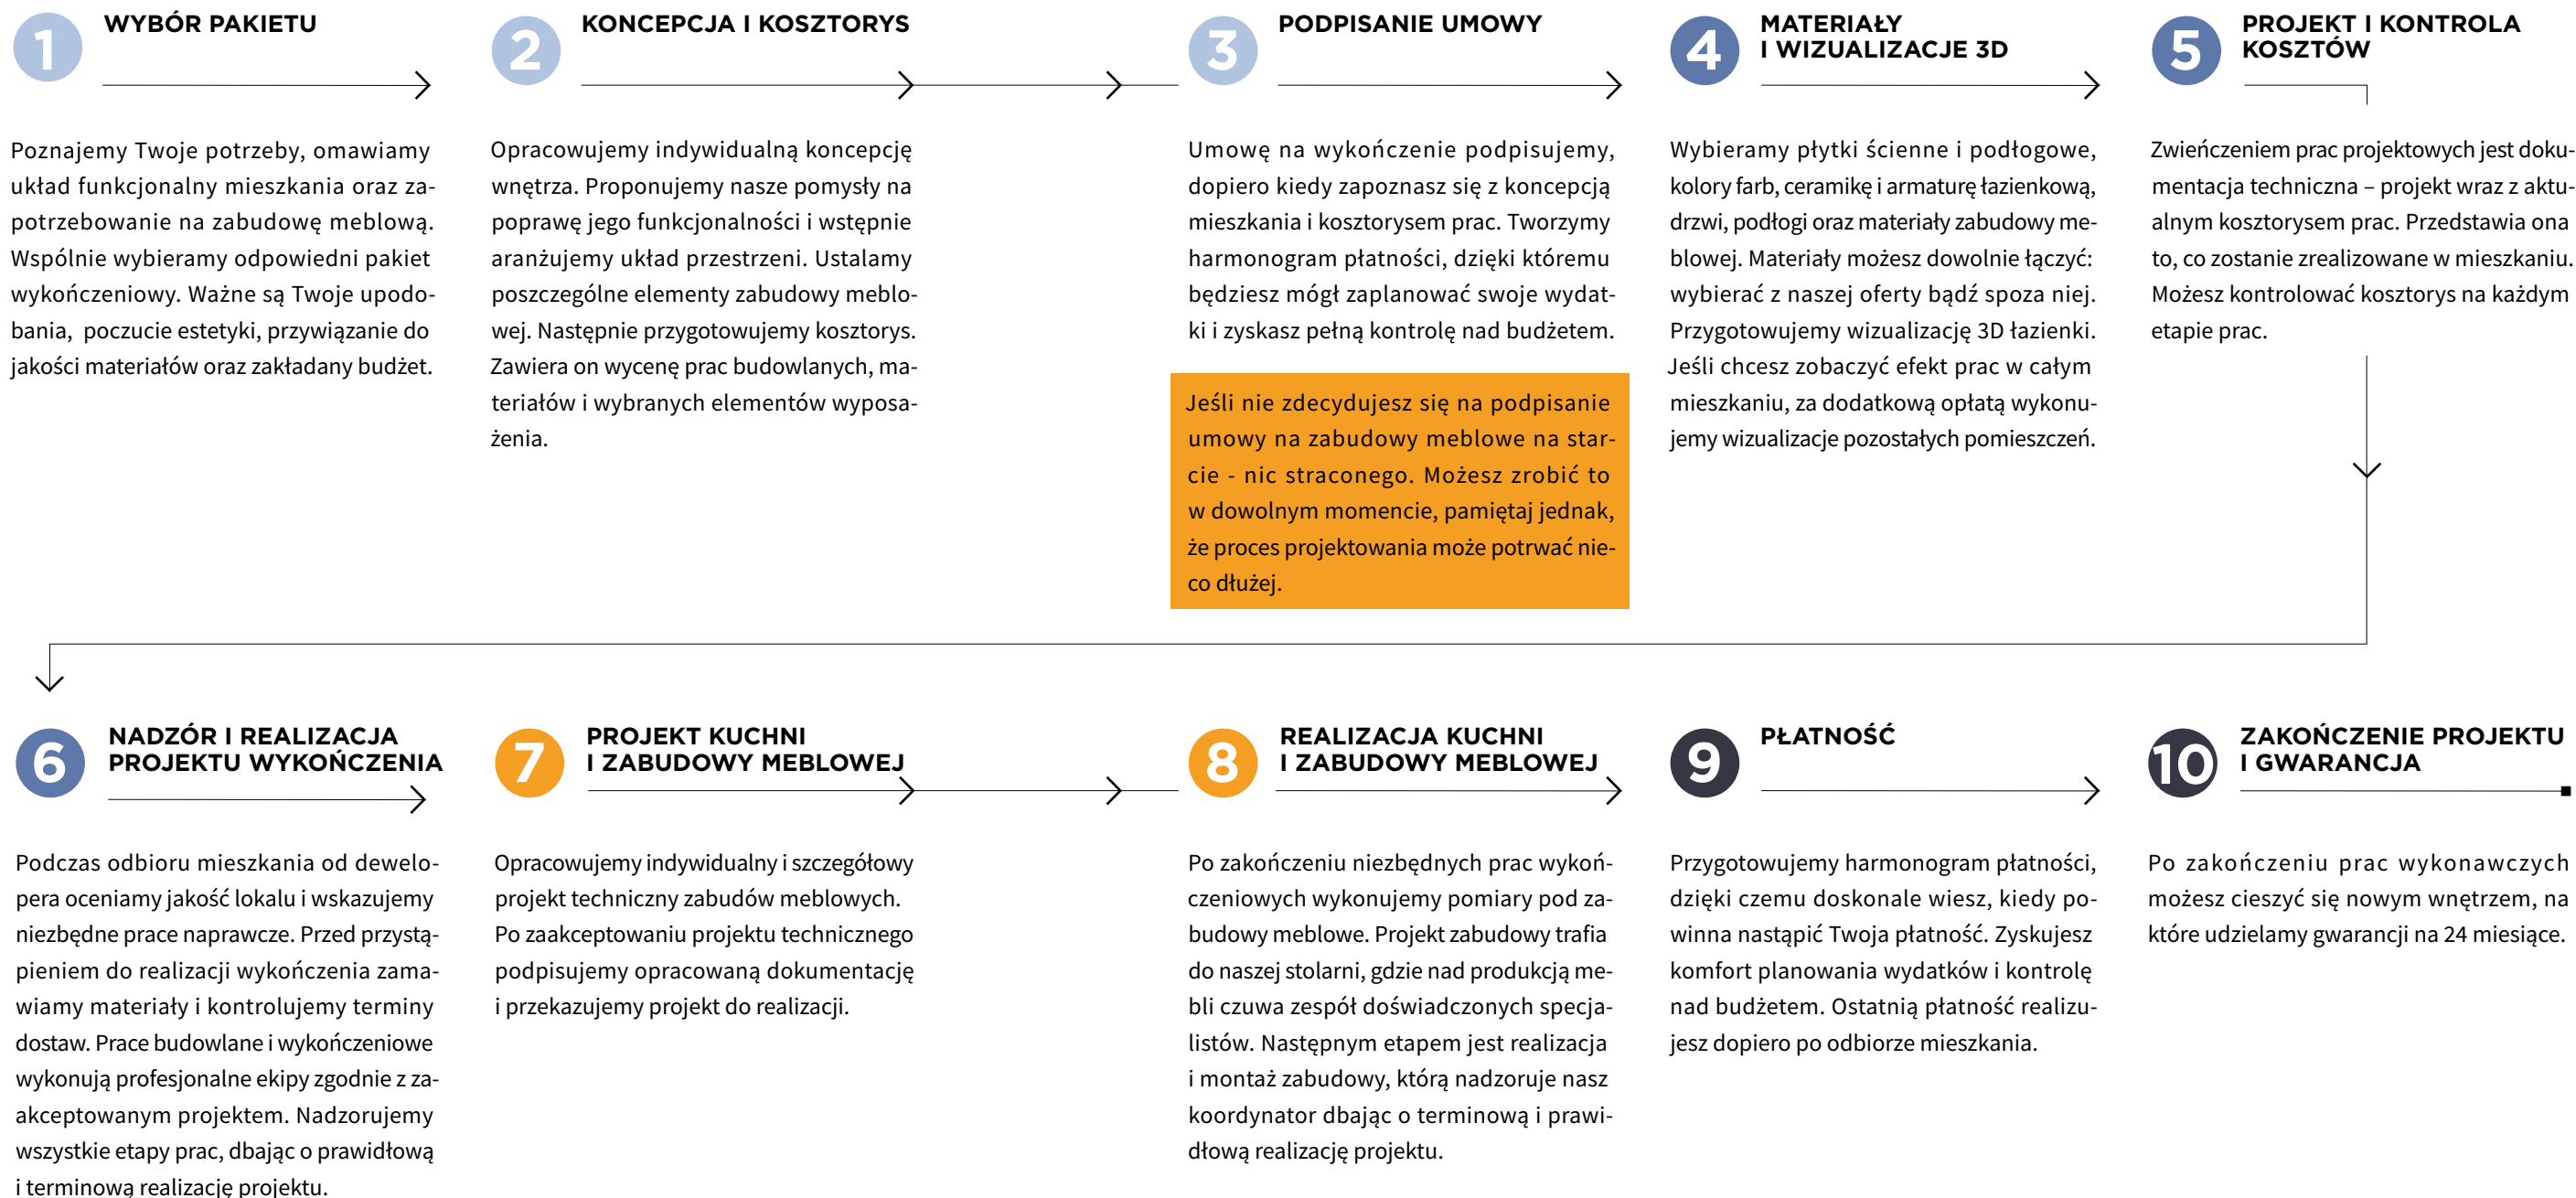 1
WYBÓR PAKIETU
Poznajemy Twoje potrzeby, omawiamy
układ funkcjonalny mieszkania oraz za-
potrzebowanie na zabudowę meblową.
Wspólnie wybieramy odpowiedni pakiet
wykończeniowy. Ważne są Twoje upodo-
bania, poczucie estetyki, przywiązanie do
jakości materiałów oraz zakładany budżet.
2
KONCEPCJA I KOSZTORYS
Opracowujemy indywidualną koncepcję
wnętrza. Proponujemy nasze pomysły na
poprawę jego funkcjonalności i wstępnie
aranżujemy układ przestrzeni. Ustalamy
poszczególne elementy zabudowy meblo-
wej. Następnie przygotowujemy kosztorys.
Zawiera on wycenę prac budowlanych, ma-
teriałów i wybranych elementów wyposa-
żenia.
3
PODPISANIE UMOWY
Umowę na wykończenie podpisujemy,
dopiero kiedy zapoznasz się z koncepcją
mieszkania i kosztorysem prac. Tworzymy
harmonogram płatności, dzięki któremu
będziesz mógł zaplanować swoje wydat-
ki i zyskasz pełną kontrolę nad budżetem.
Jeśli nie zdecydujesz się na podpisanie
umowy na zabudowy meblowe na star-
cie - nic straconego. Możesz zrobić to
w dowolnym momencie, pamiętaj jednak,
że proces projektowania może potrwać nie-
co dłużej.
4
MATERIAŁY
I WIZUALIZACJE 3D
Wybieramy płytki ścienne i podłogowe,
kolory farb, ceramikę i armaturę łazienkową,
drzwi, podłogi oraz materiały zabudowy me-
blowej. Materiały możesz dowolnie łączyć:
wybierać z naszej oferty bądź spoza niej.
Przygotowujemy wizualizację 3D łazienki.
Jeśli chcesz zobaczyć efekt prac w całym
mieszkaniu, za dodatkową opłatą wykonu-
jemy wizualizacje pozostałych pomieszczeń.
5
PROJEKT I KONTROLA
KOSZTÓW
Zwieńczeniem prac projektowych jest doku-
mentacja techniczna – projekt wraz z aktu-
alnym kosztorysem prac. Przedstawia ona
to, co zostanie zrealizowane w mieszkaniu.
Możesz kontrolować kosztorys na każdym
etapie prac.
6
NADZÓR I REALIZACJA
PROJEKTU WYKOŃCZENIA
Podczas odbioru mieszkania od dewelo-
pera oceniamy jakość lokalu i wskazujemy
niezbędne prace naprawcze. Przed przystą-
pieniem do realizacji wykończenia zama-
wiamy materiały i kontrolujemy terminy
dostaw. Prace budowlane i wykończeniowe
wykonują profesjonalne ekipy zgodnie z za-
akceptowanym projektem. Nadzorujemy
wszystkie etapy prac, dbając o prawidłową
i terminową realizację projektu.
7
PROJEKT KUCHNI
I ZABUDOWY MEBLOWEJ
Opracowujemy indywidualny i szczegółowy
projekt techniczny zabudów meblowych.
Po zaakceptowaniu projektu technicznego
podpisujemy opracowaną dokumentację
i przekazujemy projekt do realizacji.
8
REALIZACJA KUCHNI
I ZABUDOWY MEBLOWEJ
Po zakończeniu niezbędnych prac wykoń-
czeniowych wykonujemy pomiary pod za-
budowy meblowe. Projekt zabudowy trafia
do naszej stolarni, gdzie nad produkcją me-
bli czuwa zespół doświadczonych specja-
listów. Następnym etapem jest realizacja
i montaż zabudowy, którą nadzoruje nasz
koordynator dbając o terminową i prawi-
dłową realizację projektu.
9
PŁATNOŚĆ
Przygotowujemy harmonogram płatności,
dzięki czemu doskonale wiesz, kiedy po-
winna nastąpić Twoja płatność. Zyskujesz
komfort planowania wydatków i kontrolę
nad budżetem. Ostatnią płatność realizu-
jesz dopiero po odbiorze mieszkania.
10
ZAKOŃCZENIE PROJEKTU
I GWARANCJA
Po zakończeniu prac wykonawczych
możesz cieszyć się nowym wnętrzem, na
które udzielamy gwarancji na 24 miesiące.